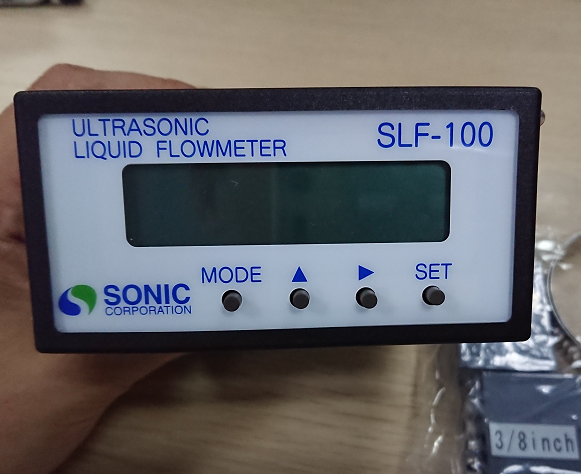 ULTRASONIC
LIQUID FLOWMETER
SLF-100
MODE ▲ ▶ SET
SONIC
CORPORATION
3/8inch